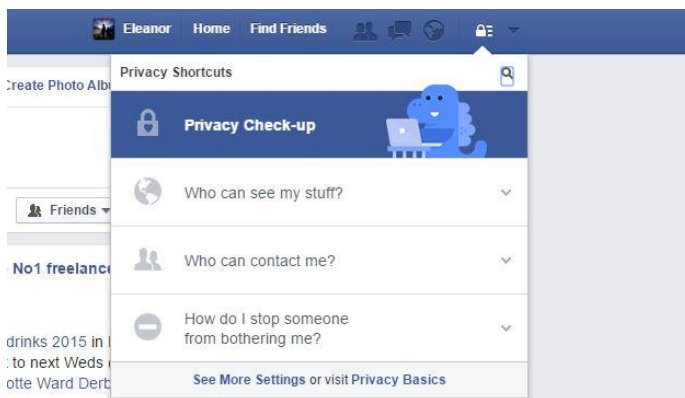 Eleanor Home Find Friends
Privacy Shortcuts
Create Photo Alb
Privacy Check-up
Who can see my stuff?
Friends
Who can contact me?
No1 freelance
How do I stop someone
from bothering me?
drinks 2015 in
to next Weds
otte Ward Derb
See More Settings or visit Privacy Basics